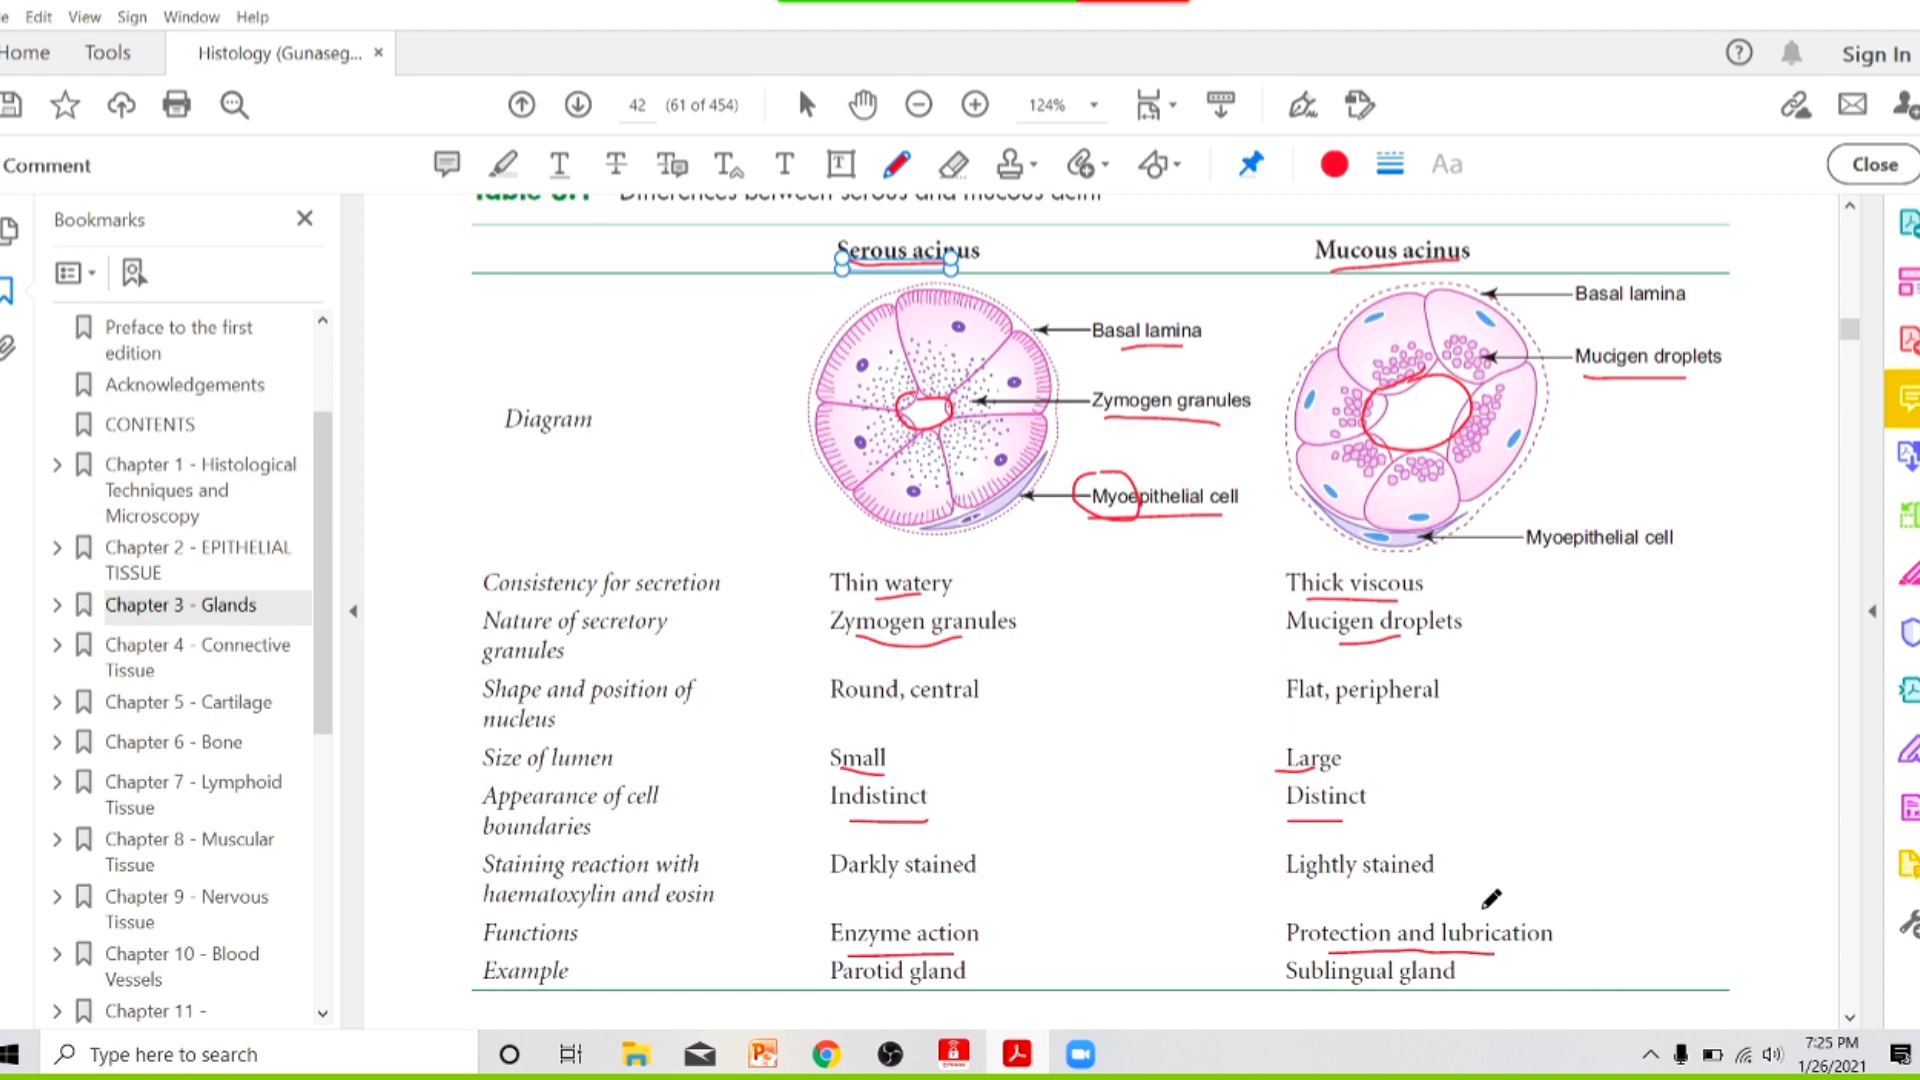 Edit View Sign Window Help
Home Tools Histology (Gunaseg... × Sign In
42 (61 of 454) 124%
Comment Aa Close
Bookmarks
Preface to the first
edition
Acknowledgements
CONTENTS
Chapter 1 - Histological
Techniques and
Microscopy
Chapter 2 - EPITHELIAL
TISSUE
Chapter 3 - Glands
Chapter 4 - Connective
Tissue
Chapter 5 - Cartilage
Chapter 6 - Bone
Chapter 7 - Lymphoid
Tissue
Chapter 8 - Muscular
Tissue
Chapter 9 - Nervous
Tissue
Chapter 10 - Blood
Vessels
Chapter 11 -
Differences between serous and mucous acini
Serous acinus Mucous acinus
Diagram
Basal lamina
Zymogen granules
Myoepithelial cell
Basal lamina
Mucigen droplets
Myoepithelial cell
Consistency for secretion Thin watery Thick viscous
Nature of secretory Zymogen granules Mucigen droplets
granules
Shape and position of Round, central Flat, peripheral
nucleus
Size of lumen Small Large
Appearance of cell Indistinct Distinct
boundaries
Staining reaction with Darkly stained Lightly stained
haematoxylin and eosin
Functions Enzyme action Protection and lubrication
Example Parotid gland Sublingual gland
Type here to search
7:25 PM
1/26/2021